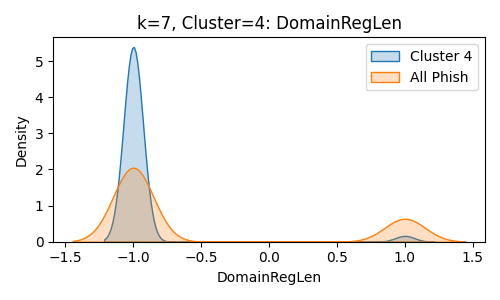 k=7, Cluster=4: DomainRegLen
Cluster 4
All Phish
Density
5
4
3
2
1
0
−1.5 −1.0 −0.5 0.0 0.5 1.0 1.5
DomainRegLen